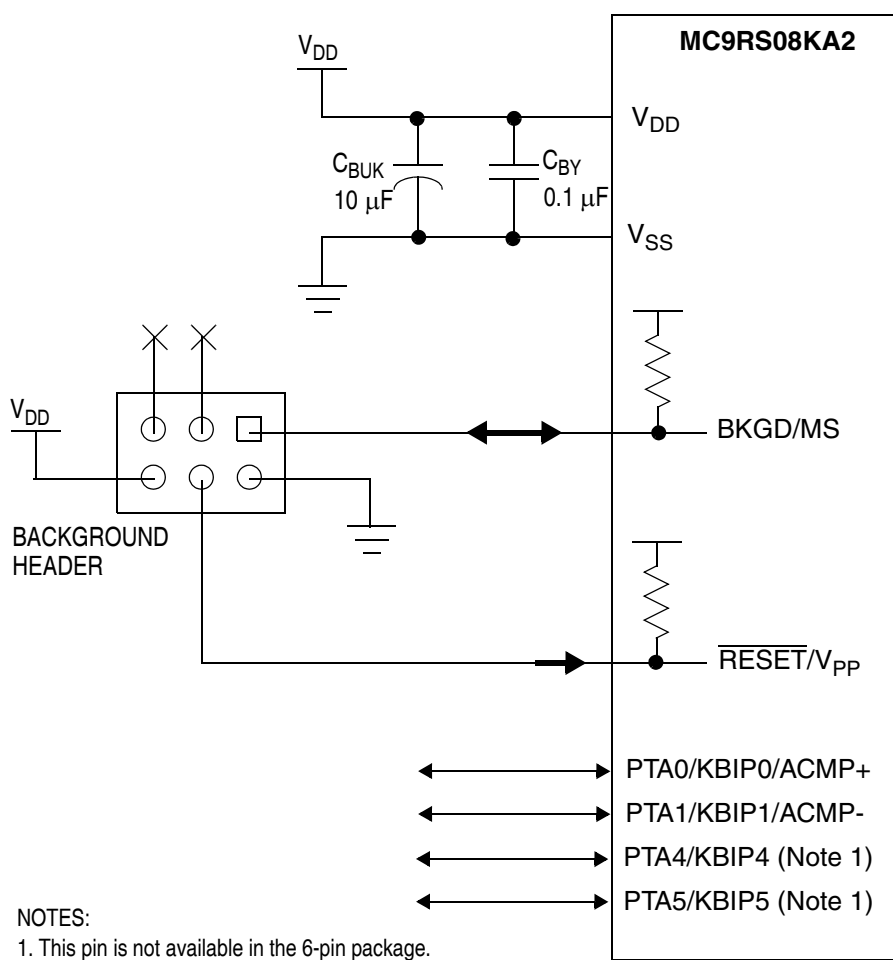 MC9RS08KA2
VDD
VDD
CBUK
10 μF
CBY
0.1 μF
VSS
VDD
BKGD/MS
BACKGROUND
HEADER
RESET/VPP
PTA0/KBIP0/ACMP+
PTA1/KBIP1/ACMP-
PTA4/KBIP4 (Note 1)
PTA5/KBIP5 (Note 1)
NOTES:
1. This pin is not available in the 6-pin package.